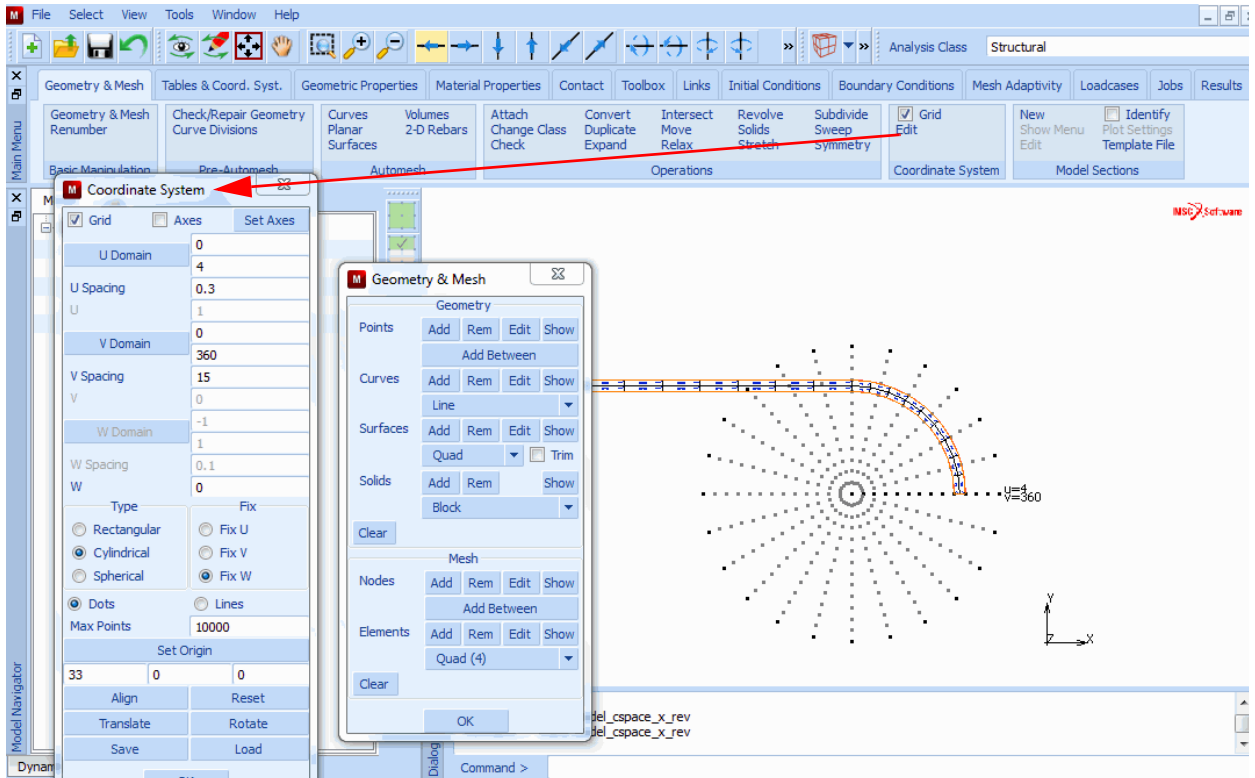 File Select View Tools Window Help
» » Analysis Class Structural
Geometry & Mesh Tables & Coord. Syst. Geometric Properties Material Properties Contact Toolbox Links Initial Conditions Boundary Conditions Mesh Adaptivity Loadcases Jobs Results
Main Menu
Geometry & Mesh
Renumber
Basic Manipulation
Check/Repair Geometry
Curve Divisions
Pre-Automesh
Curves Volumes
Planar 2-D Rebars
Surfaces
Automesh
Attach Convert Intersect Revolve Subdivide
Change Class Duplicate Move Solids Sweep
Check Expand Relax Stretch Symmetry
Operations
Grid
Edit
Coordinate System
New Identify
Show Menu Plot Settings
Edit Template File
Model Sections
M
Coordinate System
Grid Axes Set Axes
U Domain 0
4
U Spacing 0.3
U 1
V Domain 0
360
V Spacing 15
V 0
W Domain -1
1
W Spacing 0.1
W 0
Type Fix
Rectangular Fix U
Cylindrical Fix V
Spherical Fix W
Dots Lines
Max Points 10000
Set Origin
33 0 0
Align Reset
Translate Rotate
Save Load
Geometry & Mesh
Geometry
Points Add Rem Edit Show
Add Between
Curves Add Rem Edit Show
Line
Surfaces Add Rem Edit Show
Quad Trim
Solids Add Rem Show
Block
Clear
Mesh
Nodes Add Rem Edit Show
Add Between
Elements Add Rem Edit Show
Quad (4)
Clear
OK
MSC Software
u=4
v=360
Y
Z X
Model Navigator
Dynam
Dialog
del_cspace_x_rev
del_cspace_x_rev
Command >